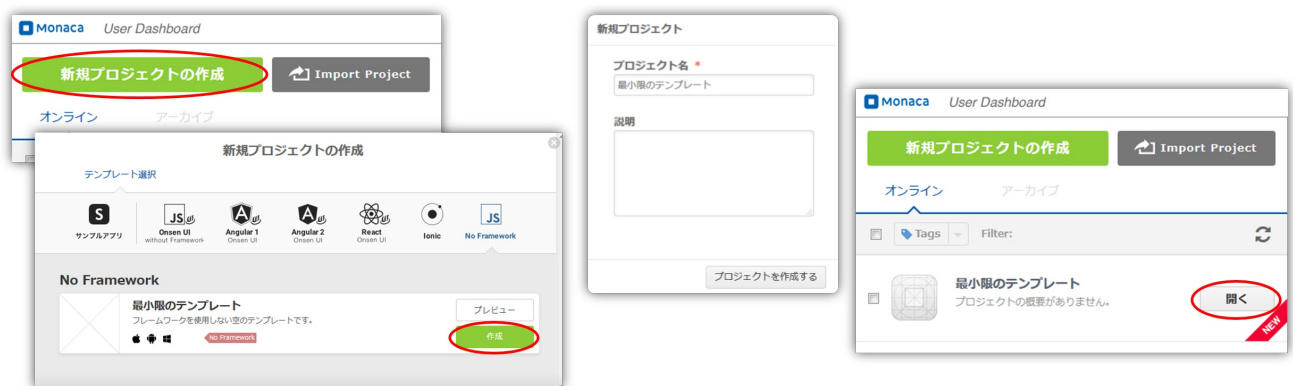 Monaca User Dashboard
新規プロジェクトの作成
Import Project
オンライン
アーカイブ
新規プロジェクトの作成
テンプレート選択
S
サンプルアプリ
JS
Onsen UI
without Framework
Angular 1
Onsen UI
Angular 2
Onsen UI
React
Onsen UI
Ionic
JS
No Framework
No Framework
最小限のテンプレート
フレームワークを使用しない空のテンプレートです。
No Framework
プレビュー
作成
新規プロジェクト
プロジェクト名 *
最小限のテンプレート
説明
プロジェクトを作成する
Monaca User Dashboard
新規プロジェクトの作成
Import Project
オンライン
アーカイブ
Tags
Filter:
最小限のテンプレート
プロジェクトの概要がありません。
開く
NEW